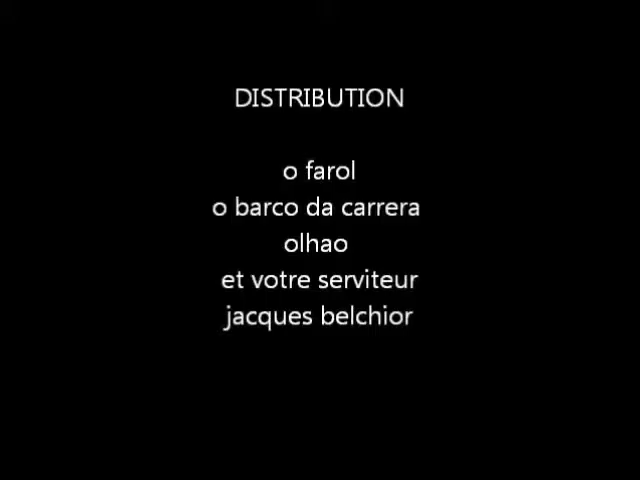 DISTRIBUTION
o farol
o barco da carrera
olhao
et votre serviteur
jacques belchior